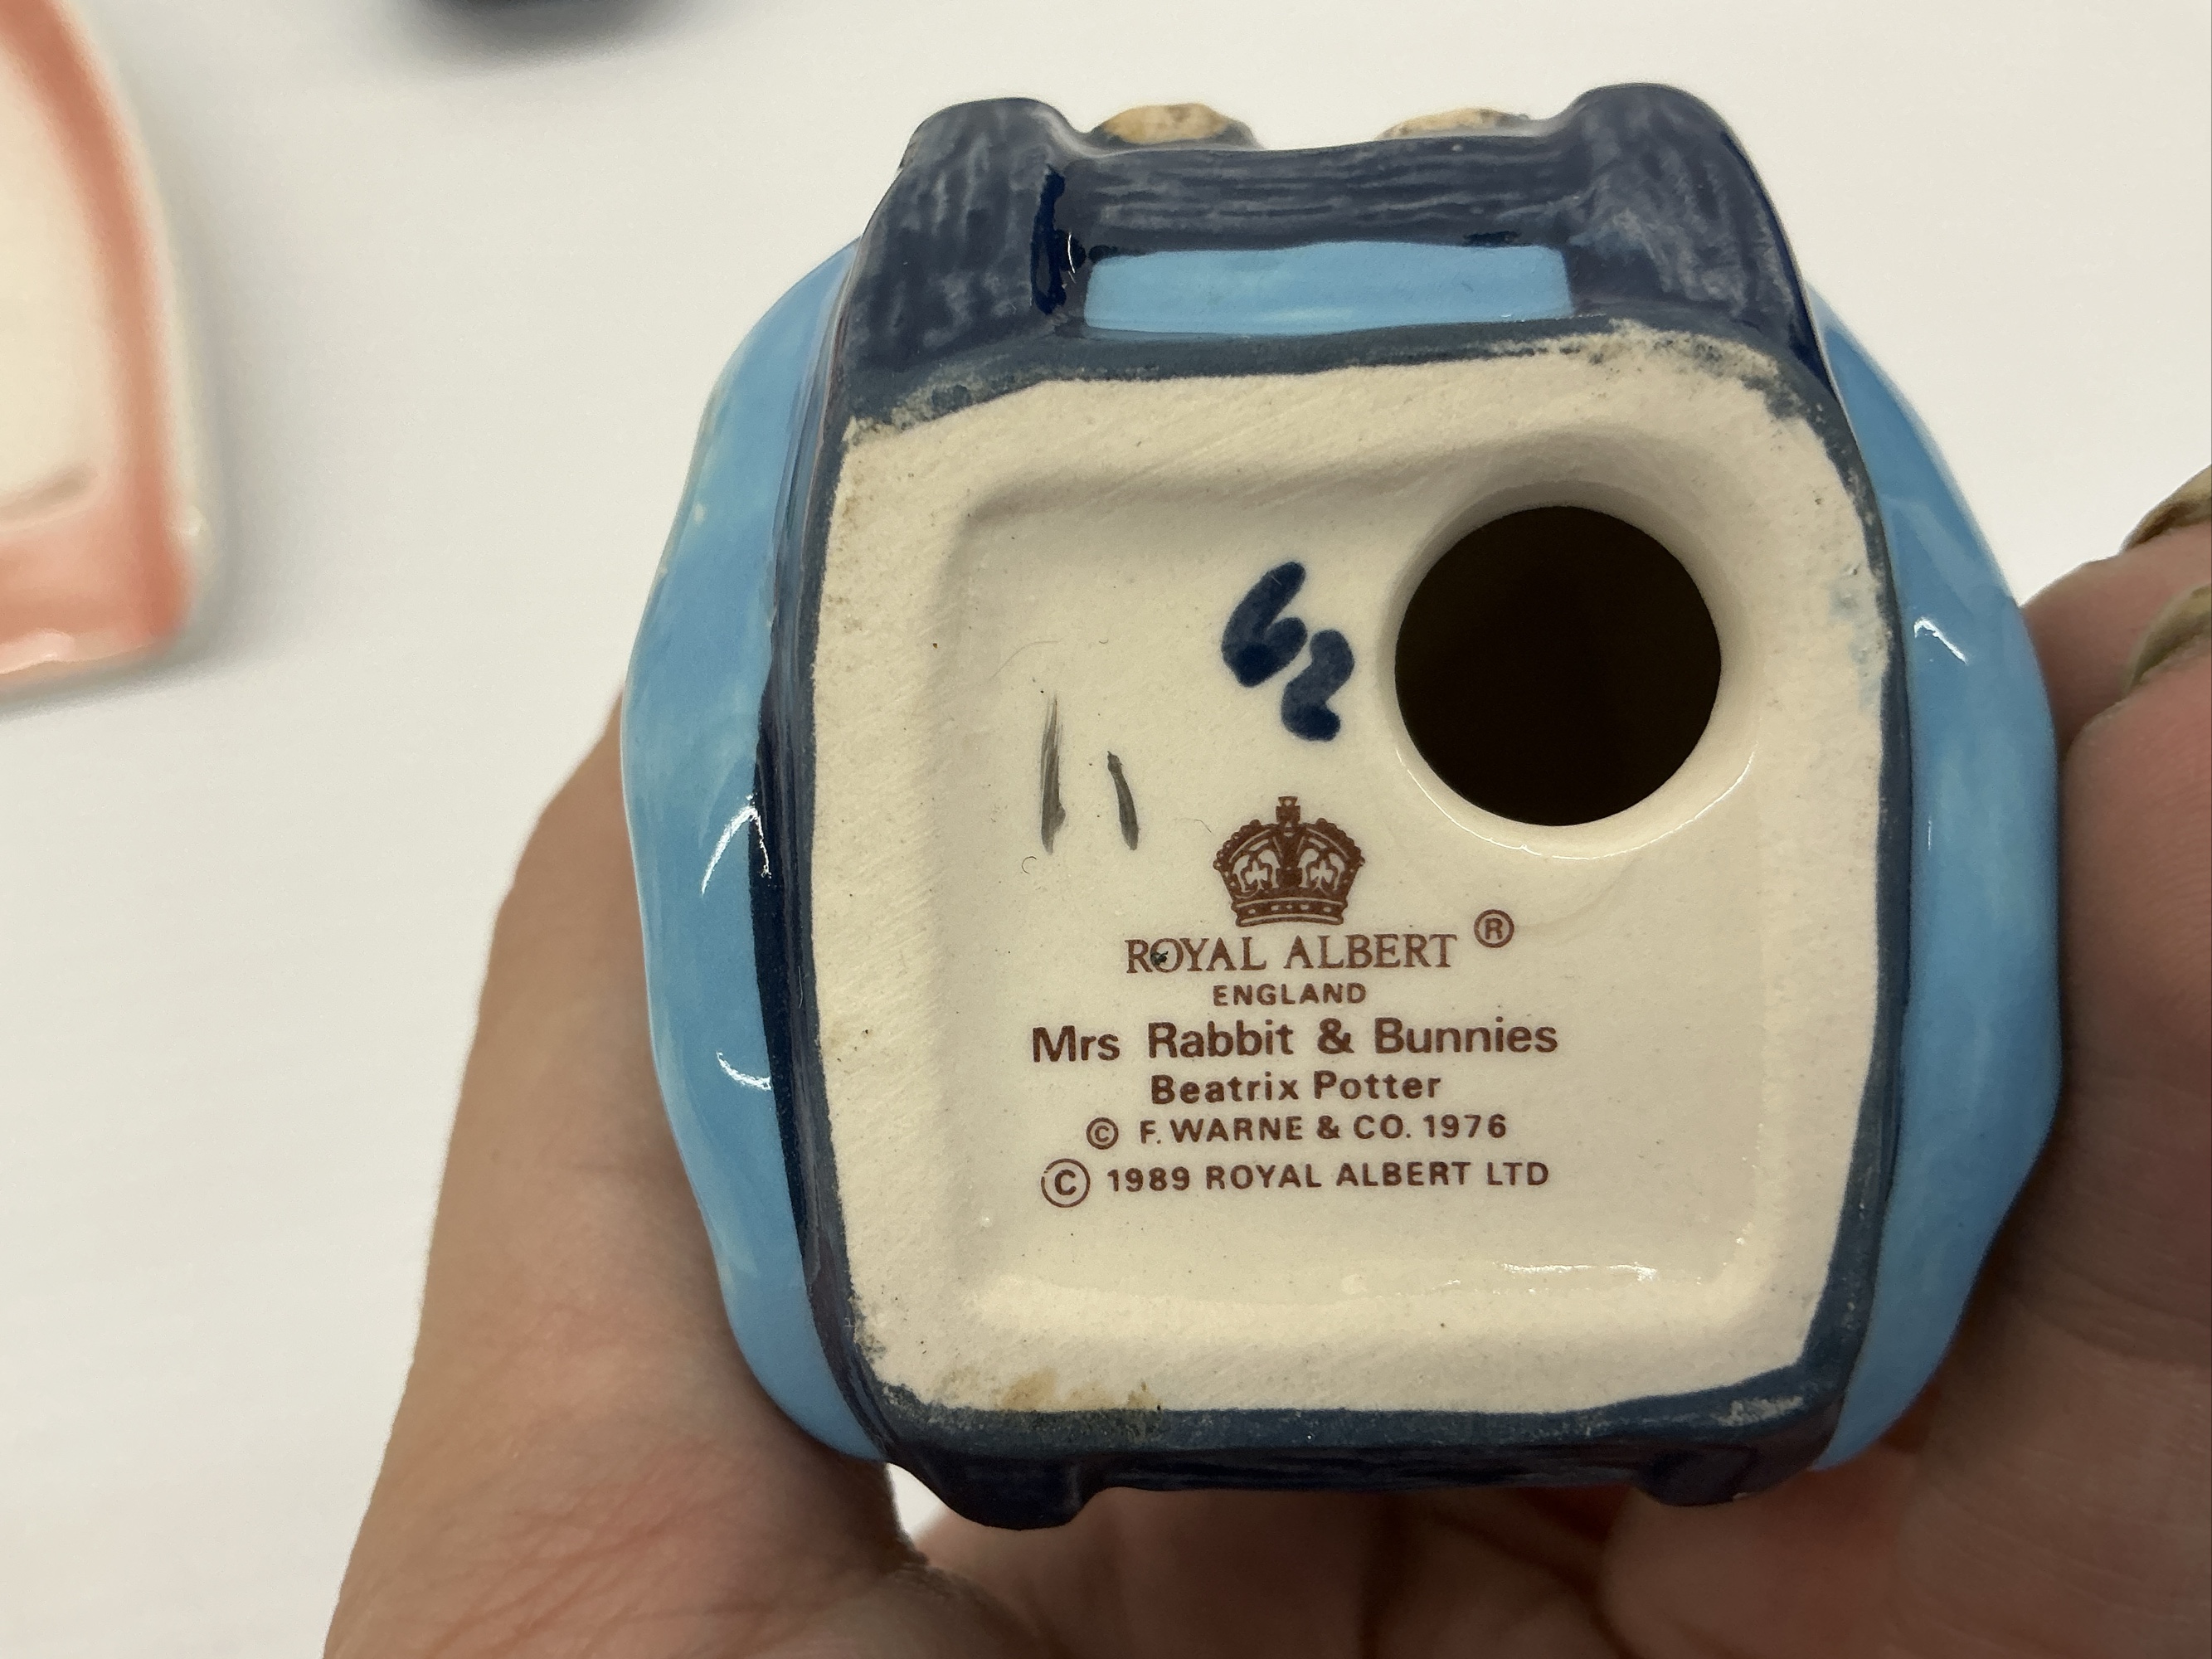 62
ROYAL ALBERT ®
ENGLAND
Mrs Rabbit & Bunnies
Beatrix Potter
© F. WARNE & CO. 1976
© 1989 ROYAL ALBERT LTD